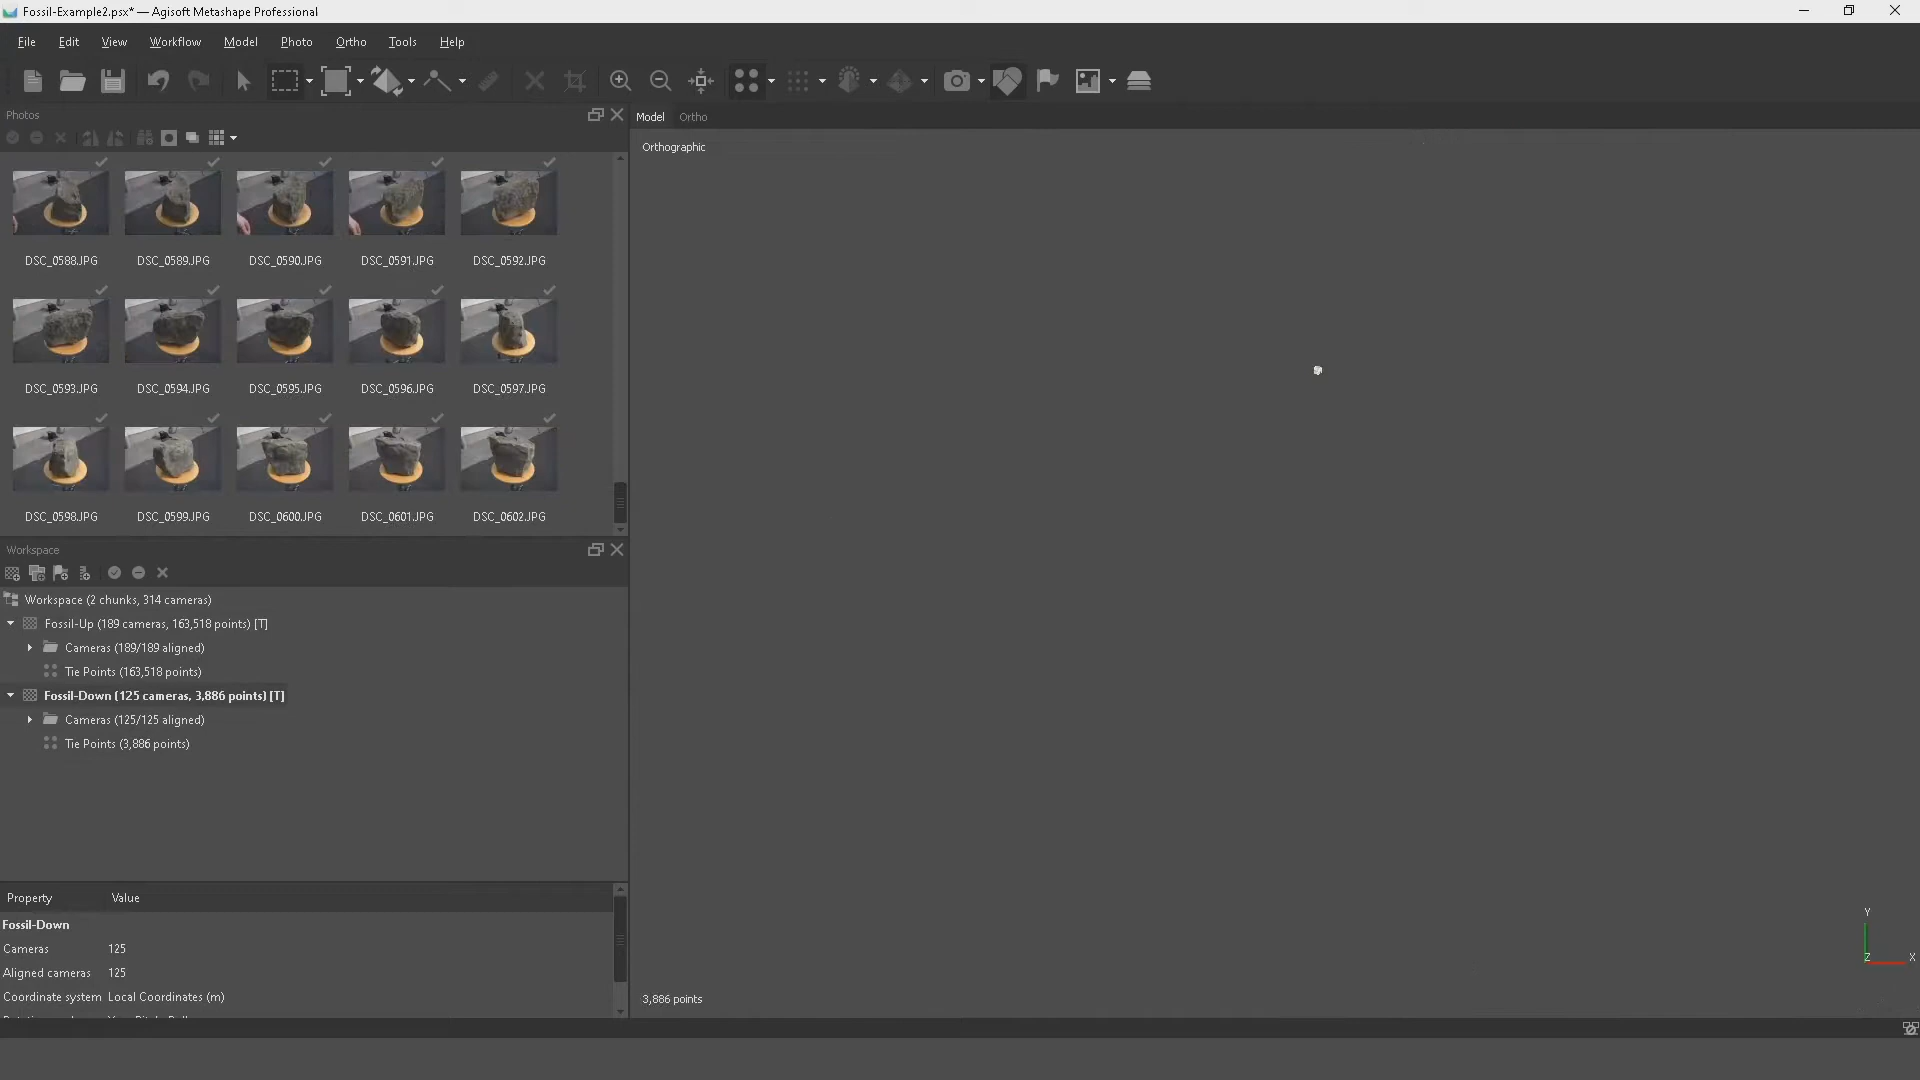 Fossil-Example2.psx* — Agisoft Metashape Professional
File Edit View Workflow Model Photo Ortho Tools Help
Photos
Model Ortho
Orthographic
DSC_0588.JPG DSC_0589.JPG DSC_0590.JPG DSC_0591.JPG DSC_0592.JPG
DSC_0593.JPG DSC_0594.JPG DSC_0595.JPG DSC_0596.JPG DSC_0597.JPG
DSC_0598.JPG DSC_0599.JPG DSC_0600.JPG DSC_0601.JPG DSC_0602.JPG
Workspace
Workspace (2 chunks, 314 cameras)
Fossil-Up (189 cameras, 163,518 points) [T]
Cameras (189/189 aligned)
Tie Points (163,518 points)
Fossil-Down (125 cameras, 3,886 points) [T]
Cameras (125/125 aligned)
Tie Points (3,886 points)
Property Value
Fossil-Down
Cameras 125
Aligned cameras 125
Coordinate system Local Coordinates (m)
Y
Z X
3,886 points